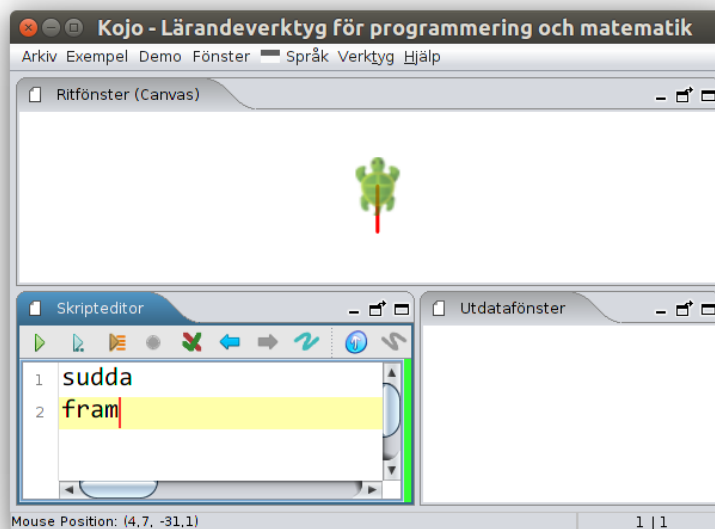 Kojo - Lärandeverktyg för programmering och matematik
Arkiv Exempel Demo Fönster Språk Verktyg Hjälp
Ritfönster (Canvas)
Skripteditor
Utdatafönster
1 sudda
2 fram
Mouse Position: (4,7, -31,1)
1|1